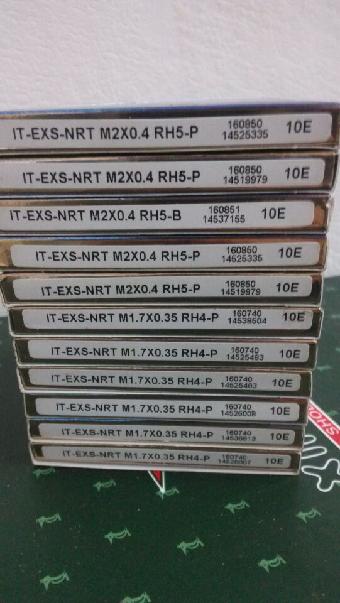 IT-EXS-NRT M2X0.4 RH5-P 160850 14525335 10E
IT-EXS-NRT M2X0.4 RH5-P 160850 14519979 10E
IT-EXS-NRT M2X0.4 RH5-B 160851 14537155 10E
IT-EXS-NRT M2X0.4 RH5-P 160850 14525335 10E
IT-EXS-NRT M2X0.4 RH5-P 160850 14519979 10E
IT-EXS-NRT M1.7X0.35 RH4-P 160740 14538504 10E
IT-EXS-NRT M1.7X0.35 RH4-P 160740 14525493 10E
IT-EXS-NRT M1.7X0.35 RH4-P 160740 10E
IT-EXS-NRT M1.7X0.35 RH4-P 160740 10E
IT-EXS-NRT M1.7X0.35 RH4-P 160740 10E
IT-EXS-NRT M1.7X0.35 RH4-P 160740 10E